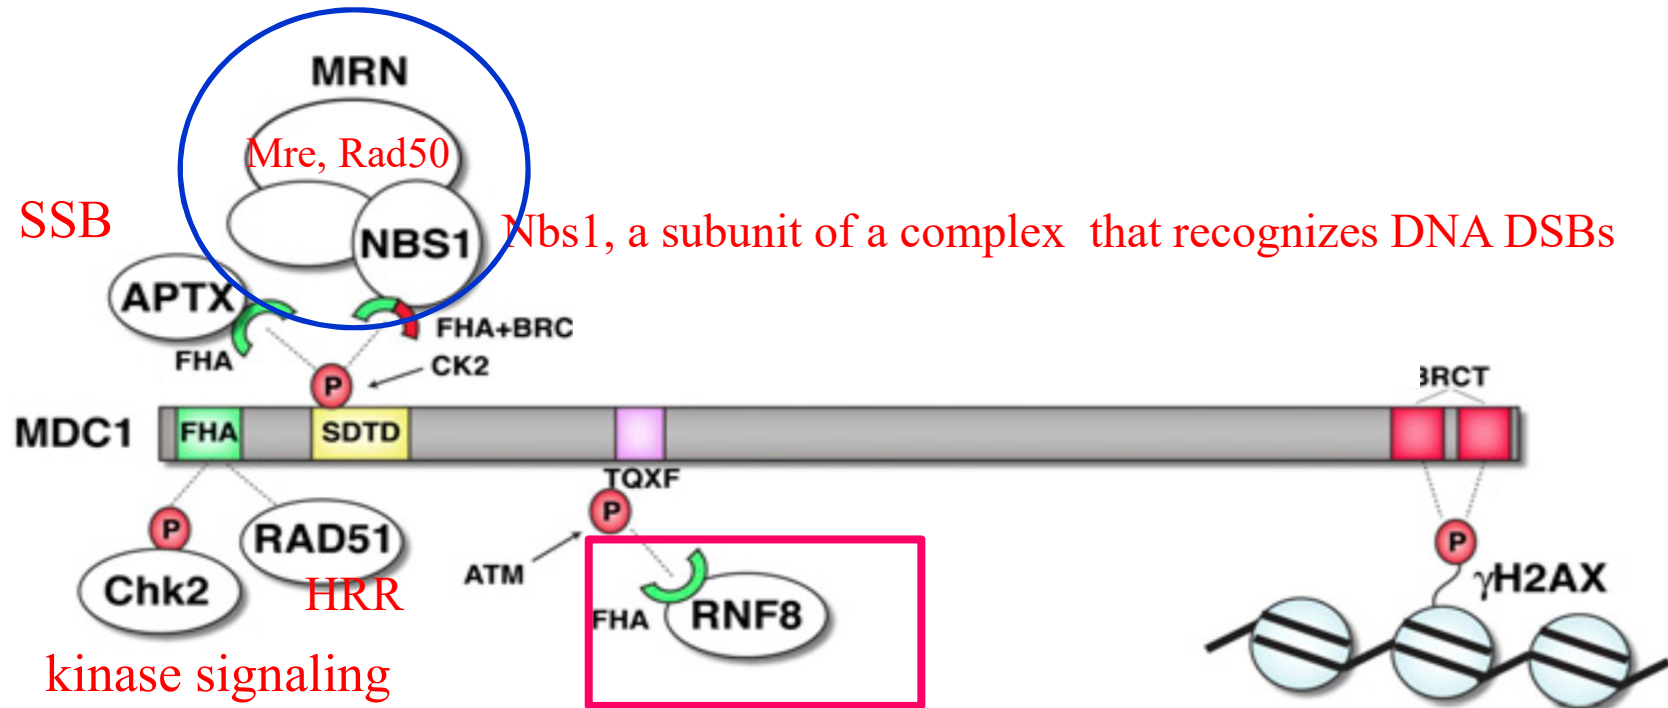 MRN
Mre, Rad50
SSB
NBS1
Nbs1, a subunit of a complex  that recognizes DNA DSBs
APTX
FHA+BRC
FHA
CK2
P
BRCT
MDC1
FHA
SDTD
TQXF
P
P
RAD51
ATM
P
Chk2
HRR
γH2AX
FHA
RNF8
kinase signaling